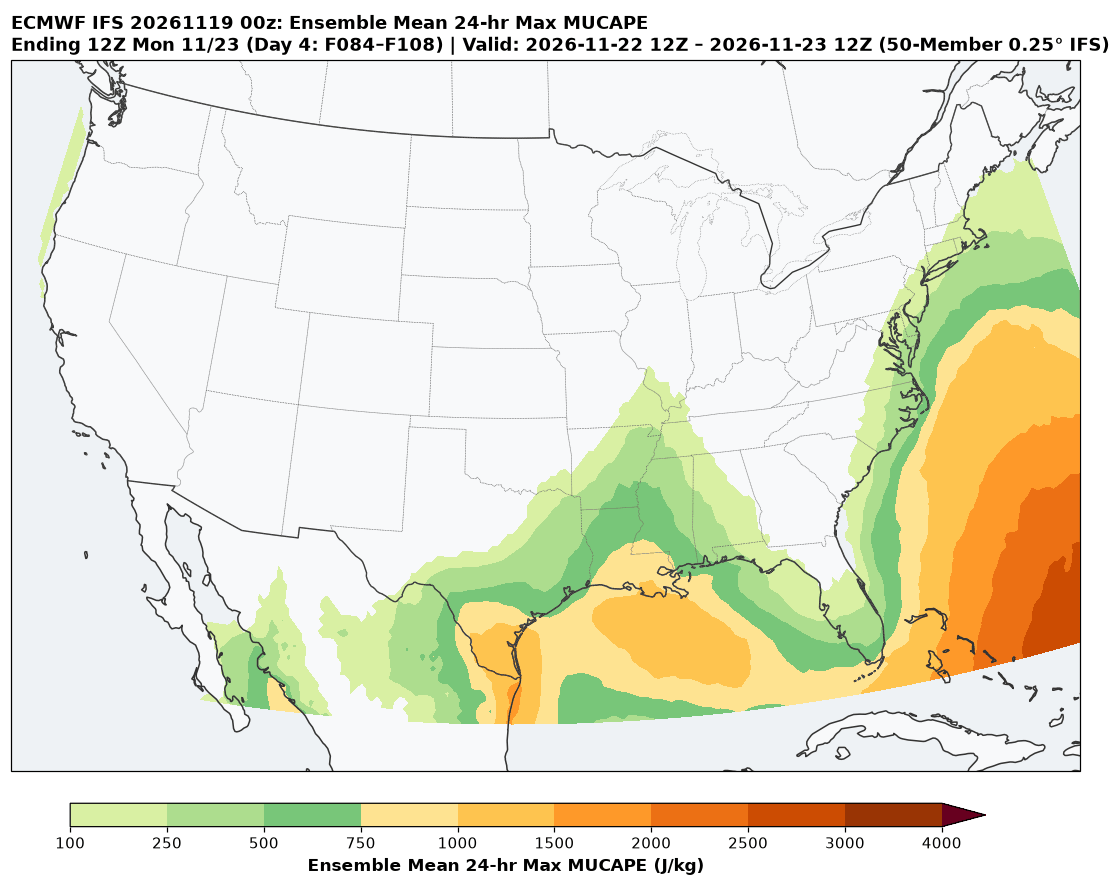 ECMWF IFS 20261119 00z: Ensemble Mean 24-hr Max MUCAPE
Ending 12Z Mon 11/23 (Day 4: F084–F108) | Valid: 2026-11-22 12Z – 2026-11-23 12Z (50-Member 0.25° IFS)
100 250 500 750 1000 1500 2000 2500 3000 4000
Ensemble Mean 24-hr Max MUCAPE (J/kg)